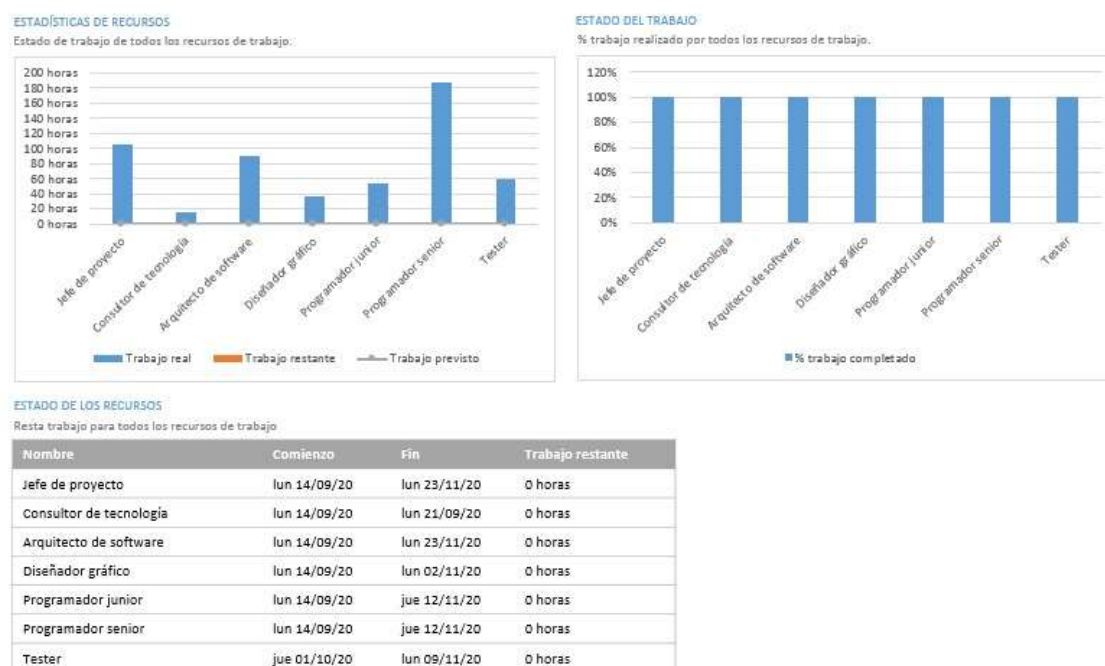 ESTADÍSTICAS DE RECURSOS
Estado de trabajo de todos los recursos de trabajo.
200 horas
180 horas
160 horas
140 horas
120 horas
100 horas
80 horas
60 horas
40 horas
20 horas
0 horas
Jefe de proyecto
Consultor de tecnología
Arquitecto de software
Diseñador gráfico
Programador junior
Programador senior
Tester
Trabajo real
Trabajo restante
Trabajo previsto
ESTADO DEL TRABAJO
% trabajo realizado por todos los recursos de trabajo.
120%
100%
80%
60%
40%
20%
0%
Jefe de proyecto
Consultor de tecnología
Arquitecto de software
Diseñador gráfico
Programador junior
Programador senior
Tester
% trabajo completado
ESTADO DE LOS RECURSOS
Resta trabajo para todos los recursos de trabajo
Nombre Comienzo Fin Trabajo restante
Jefe de proyecto lun 14/09/20 lun 23/11/20 0 horas
Consultor de tecnología lun 14/09/20 lun 21/09/20 0 horas
Arquitecto de software lun 14/09/20 lun 23/11/20 0 horas
Diseñador gráfico lun 14/09/20 lun 02/11/20 0 horas
Programador junior lun 14/09/20 jue 12/11/20 0 horas
Programador senior lun 14/09/20 jue 12/11/20 0 horas
Tester jue 01/10/20 lun 09/11/20 0 horas